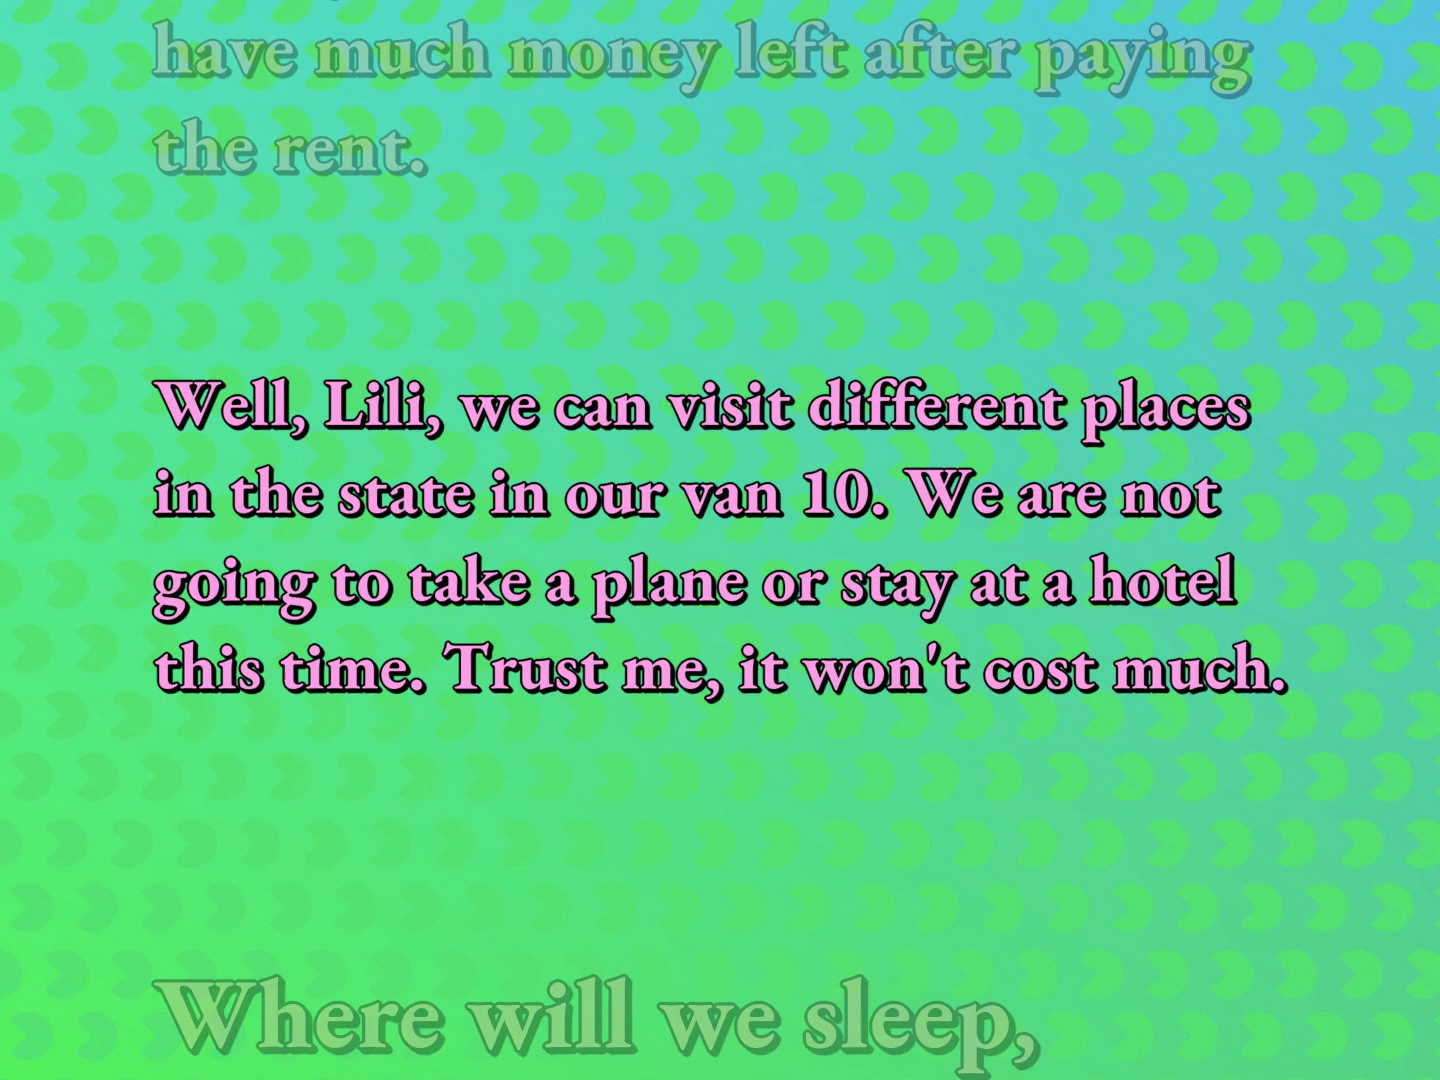 have much money left after paying
the rent.
Well, Lili, we can visit different places
in the state in our van 10. We are not
going to take a plane or stay at a hotel
this time. Trust me, it won't cost much.
Where will we sleep,